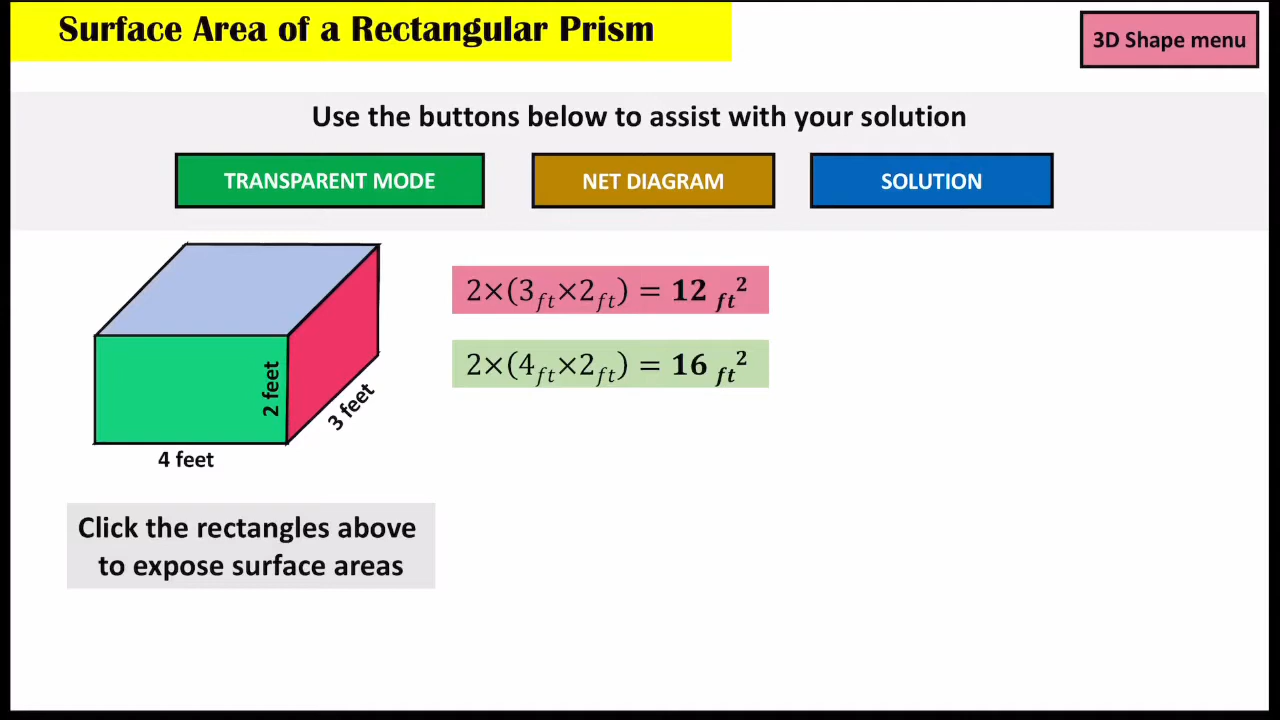 Surface Area of a Rectangular Prism
3D Shape menu
Use the buttons below to assist with your solution
TRANSPARENT MODE
NET DIAGRAM
SOLUTION
2×(3ft×2ft) = 12 ft²
2×(4ft×2ft) = 16 ft²
2 feet
3 feet
4 feet
Click the rectangles above
to expose surface areas